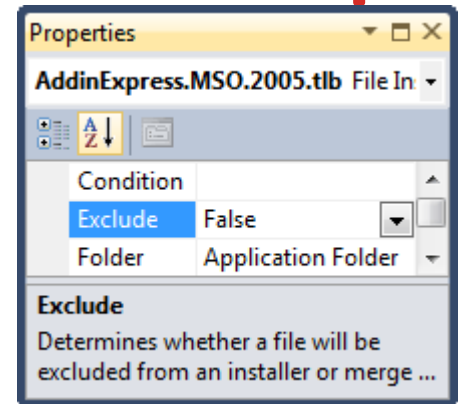 Properties
AddinExpress.MSO.2005.tlb File In
A Z
Condition
Exclude False
Folder Application Folder
Exclude
Determines whether a file will be
excluded from an installer or merge ...